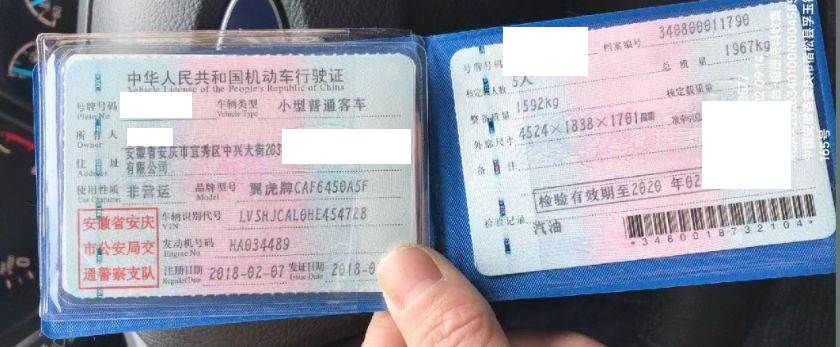 中华人民共和国机动车行驶证
Vehicle License of the People's Republic of China
号牌号码
Plate No.
车辆类型 小型普通客车
Vehicle Type
所有人
Owner
住址 安徽省安庆市宜秀区中兴大街203
Address 有限公司
使用性质 非营运 品牌型号 翼虎牌CAF6450A5F
Use Character Model
安徽省安庆
市公安局交
通警察支队
车辆识别代号 LVSHJCAL0HE454728
VIN
发动机号码 HA034489
Engine No.
注册日期 2018-02-07 发证日期 2018-0
Register Date Issue Date
号牌号码 档案编号 340800011790
核定载人数 5人 总质量 1967kg
整备质量 1592kg 核定载质量
外廓尺寸 4524×1838×1701
备注
检验有效期至2020 年02
检验记录 汽油
*3460018732104*